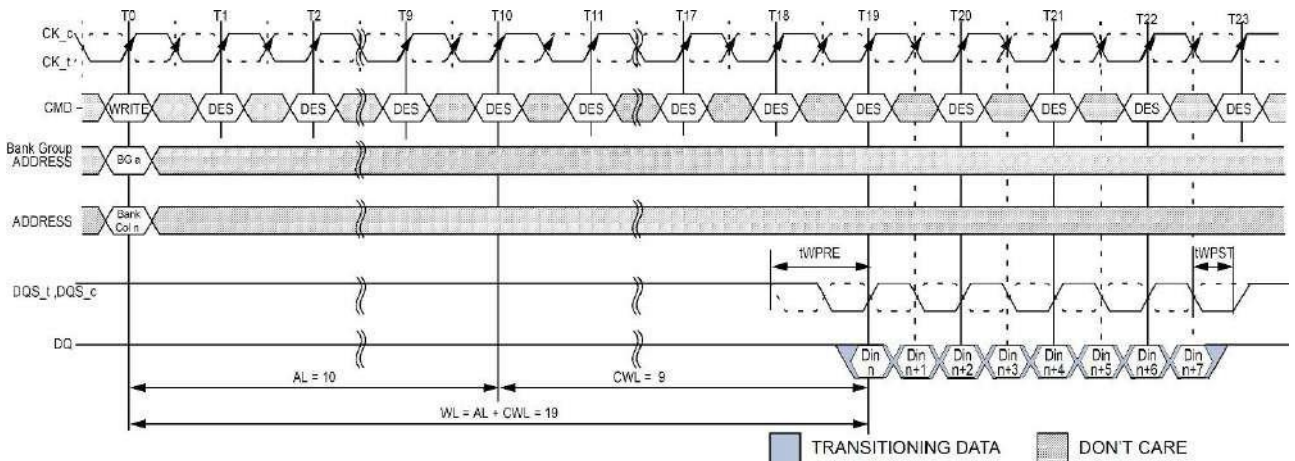 T0 T1 T2 T9 T10 T11 T17 T18 T19 T20 T21 T22 T23
CK_c
CK_t
CMD WRITE DES DES DES DES DES DES DES DES DES DES DES DES
Bank Group
ADDRESS BG a
ADDRESS Bank
Col n
tWPRE tWPST
DQS_t ,DQS_c
DQ Din n Din n+1 Din n+2 Din n+3 Din n+4 Din n+5 Din n+6 Din n+7
AL = 10 CWL = 9
WL = AL + CWL = 19
TRANSITIONING DATA DON'T CARE